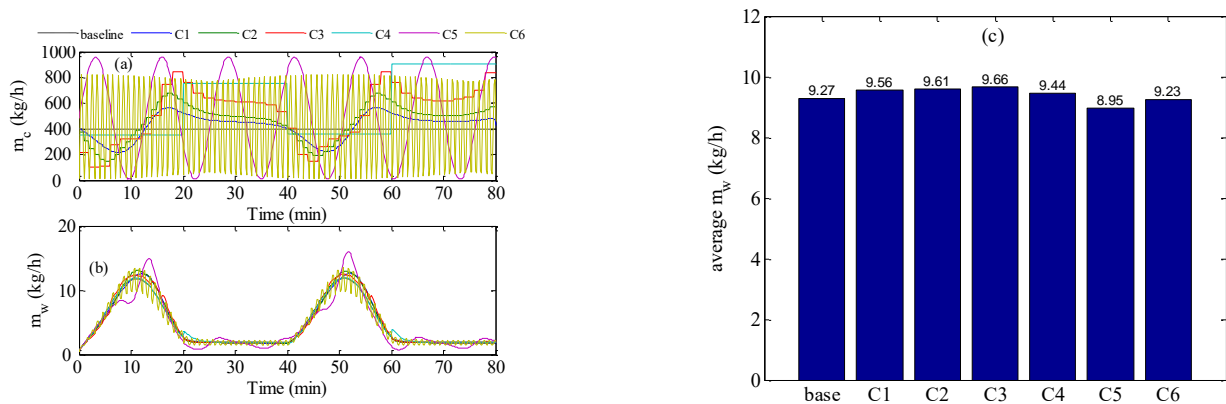 baseline C1 C2 C3 C4 C5 C6
(a)
m_c (kg/h)
1000
800
600
400
200
0
0 10 20 30 40 50 60 70 80
Time (min)
(b)
m_w (kg/h)
20
10
0
0 10 20 30 40 50 60 70 80
Time (min)
(c)
average m_w (kg/h)
12
10
8
6
4
2
0
9.27 9.56 9.61 9.66 9.44 8.95 9.23
base C1 C2 C3 C4 C5 C6